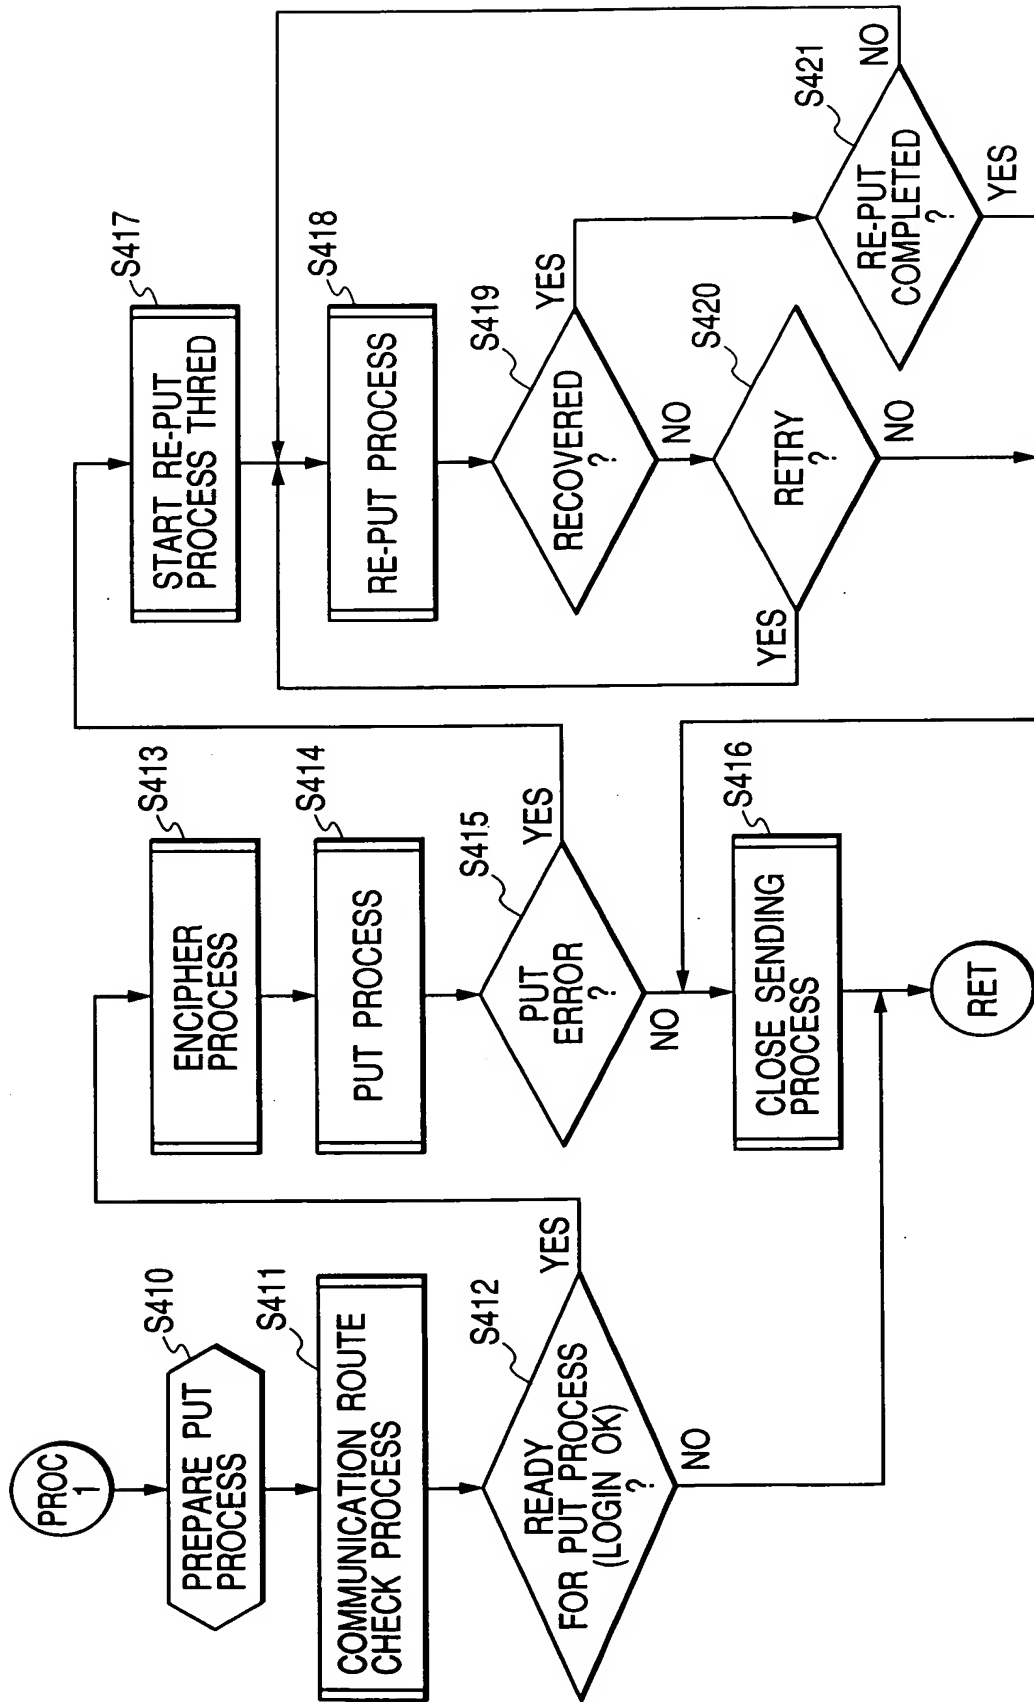 PROC
1
S410
PREPARE PUT
PROCESS
S411
COMMUNICATION ROUTE
CHECK PROCESS
S412
READY
FOR PUT PROCESS
(LOGIN OK)
?
YES
NO
S413
ENCIPHER
PROCESS
S414
PUT PROCESS
S415
PUT
ERROR
?
YES
NO
S416
CLOSE SENDING
PROCESS
RET
S417
START RE-PUT
PROCESS THRED
S418
RE-PUT PROCESS
S419
RECOVERED
?
YES
NO
S420
RETRY
?
YES
NO
S421
RE-PUT
COMPLETED
?
NO
YES